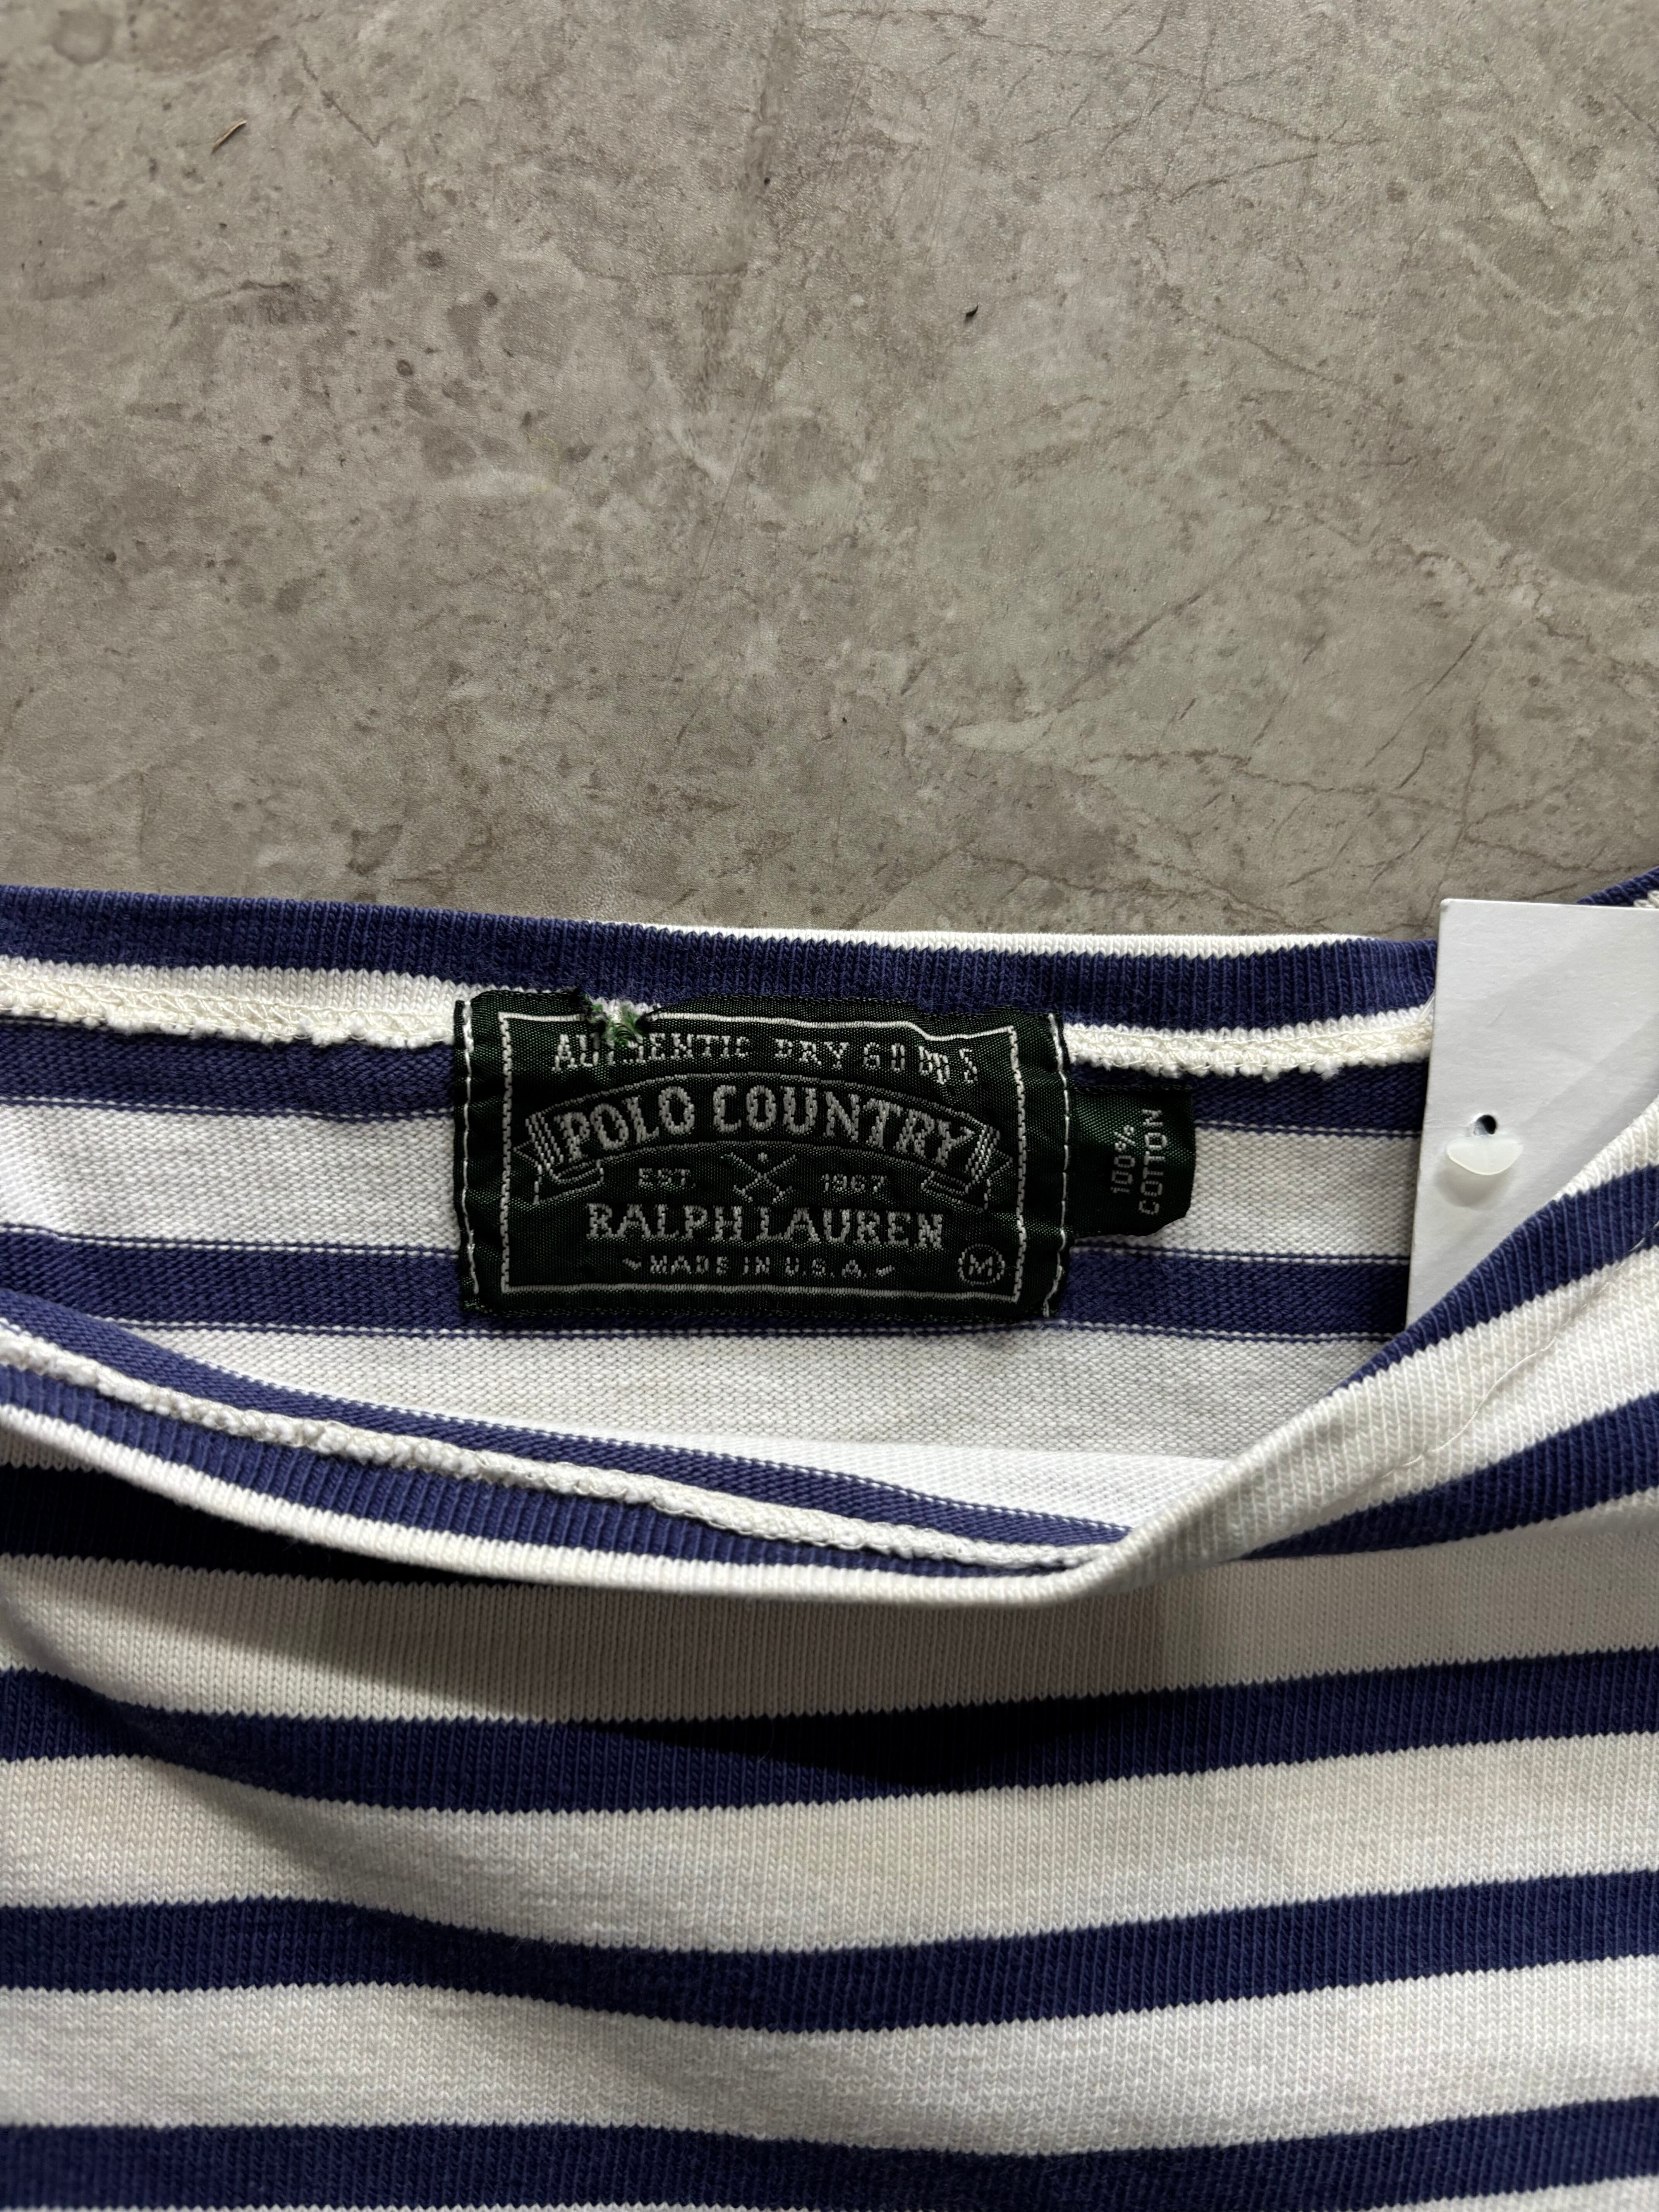 AUTHENTIC DRY GOODS
POLO COUNTRY
EST. 1967
RALPH LAUREN
MADE IN U.S.A.
M
100%
COTTON